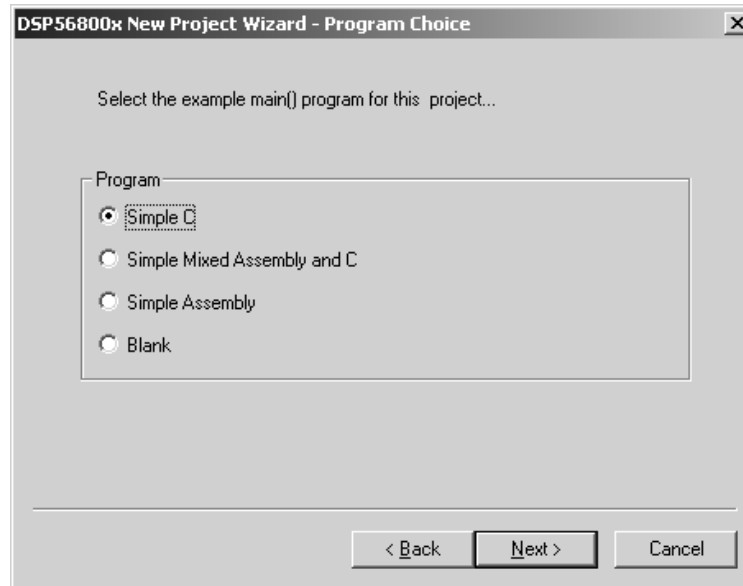 DSP56800x New Project Wizard - Program Choice
Select the example main() program for this  project...
Program
Simple C
Simple Mixed Assembly and C
Simple Assembly
Blank
< Back Next > Cancel